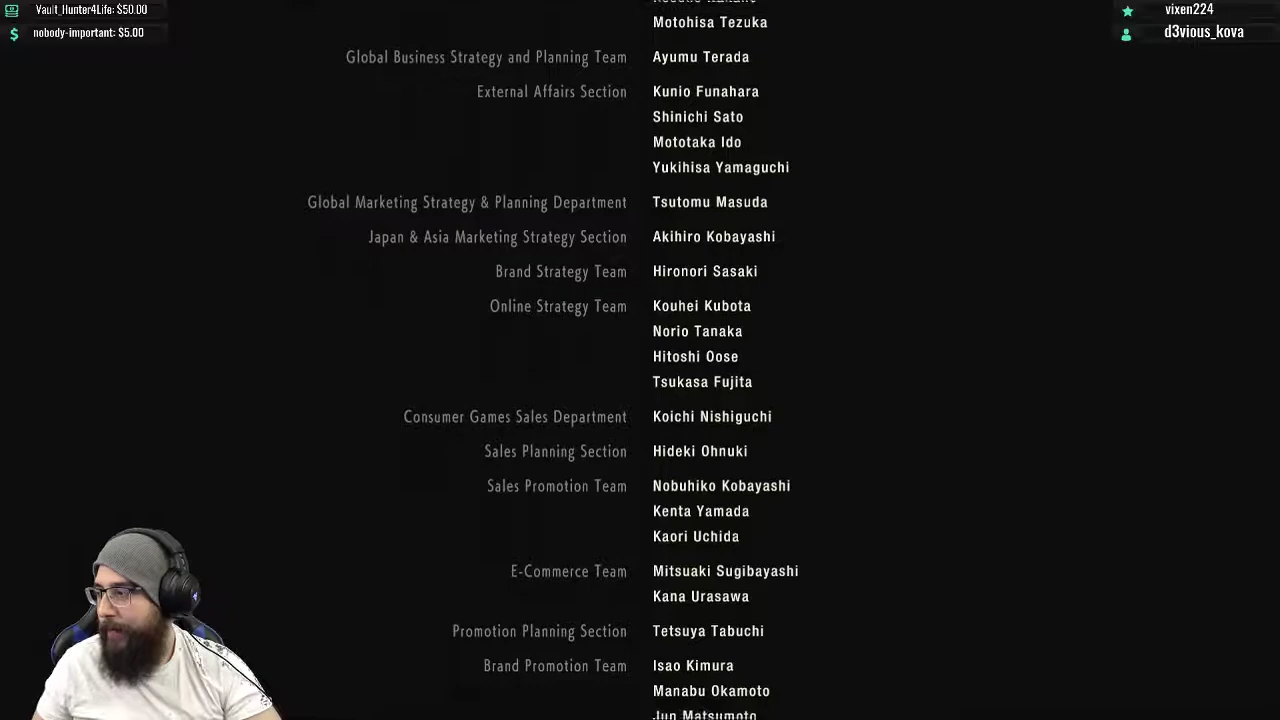 Vault_Hunter4Life: $50.00
nobody-important: $5.00
vixen224
d3vious_kova
Motohisa Tezuka
Global Business Strategy and Planning Team Ayumu Terada
External Affairs Section Kunio Funahara
Shinichi Sato
Mototaka Ido
Yukihisa Yamaguchi
Global Marketing Strategy & Planning Department Tsutomu Masuda
Japan & Asia Marketing Strategy Section Akihiro Kobayashi
Brand Strategy Team Hironori Sasaki
Online Strategy Team Kouhei Kubota
Norio Tanaka
Hitoshi Oose
Tsukasa Fujita
Consumer Games Sales Department Koichi Nishiguchi
Sales Planning Section Hideki Ohnuki
Sales Promotion Team Nobuhiko Kobayashi
Kenta Yamada
Kaori Uchida
E-Commerce Team Mitsuaki Sugibayashi
Kana Urasawa
Promotion Planning Section Tetsuya Tabuchi
Brand Promotion Team Isao Kimura
Manabu Okamoto
Jun Matsumoto